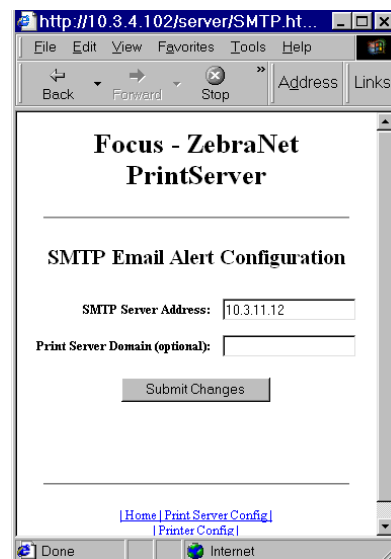 http://10.3.4.102/server/SMTP.ht...
File Edit View Favorites Tools Help
Back Forward Stop » Address Links
Focus - ZebraNet
PrintServer
SMTP Email Alert Configuration
SMTP Server Address: 10.3.11.12
Print Server Domain (optional):
Submit Changes
| Home | Print Server Config |
| Printer Config |
Done Internet